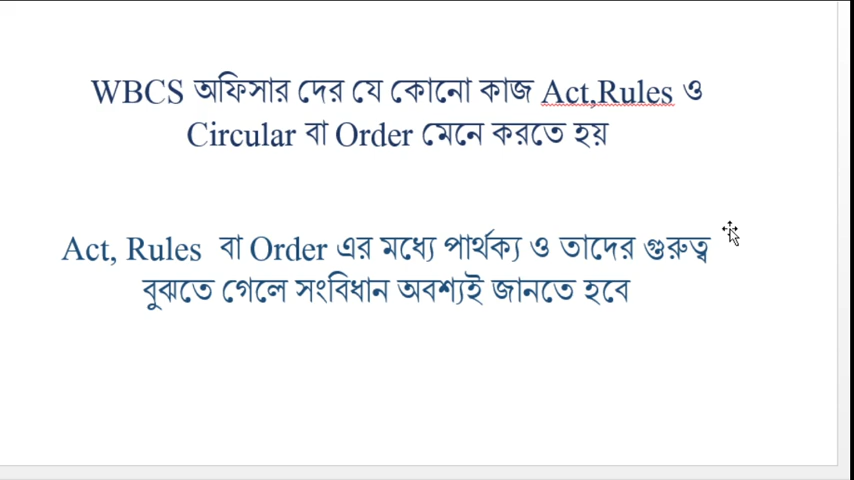 WBCS অফিসার দের যে কোনো কাজ Act,Rules ও
Circular বা Order মেনে করতে হয়
Act, Rules বা Order এর মধ্যে পার্থক্য ও তাদের গুরুত্ব
বুঝতে গেলে সংবিধান অবশ্যই জানতে হবে